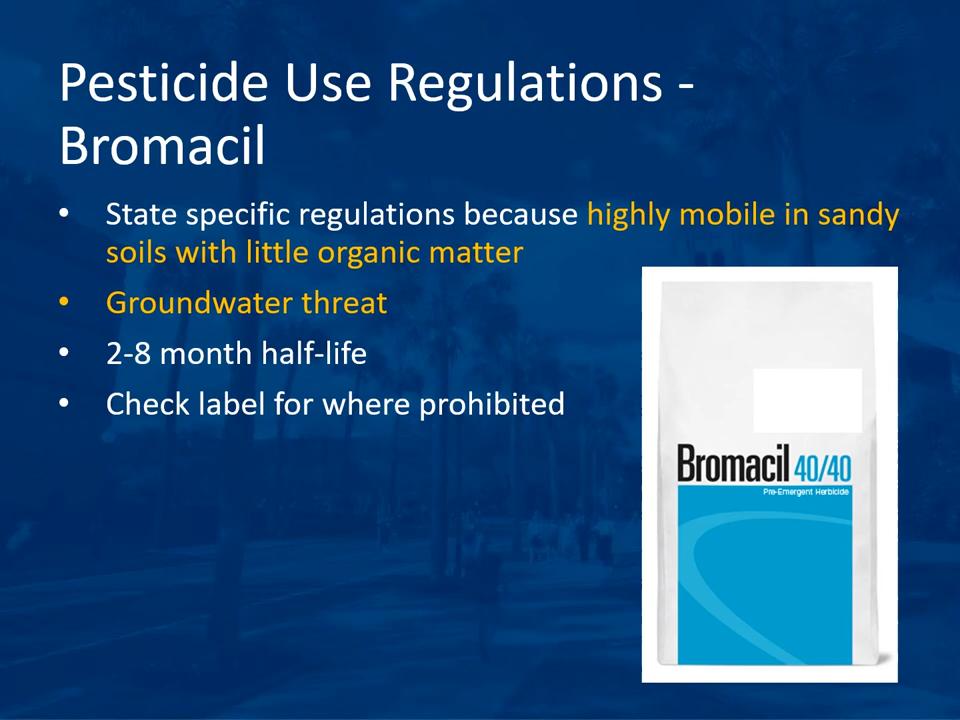 Pesticide Use Regulations -
Bromacil
• State specific regulations because highly mobile in sandy
soils with little organic matter
• Groundwater threat
• 2-8 month half-life
• Check label for where prohibited
Bromacil 40/40
Pre-Emergent Herbicide